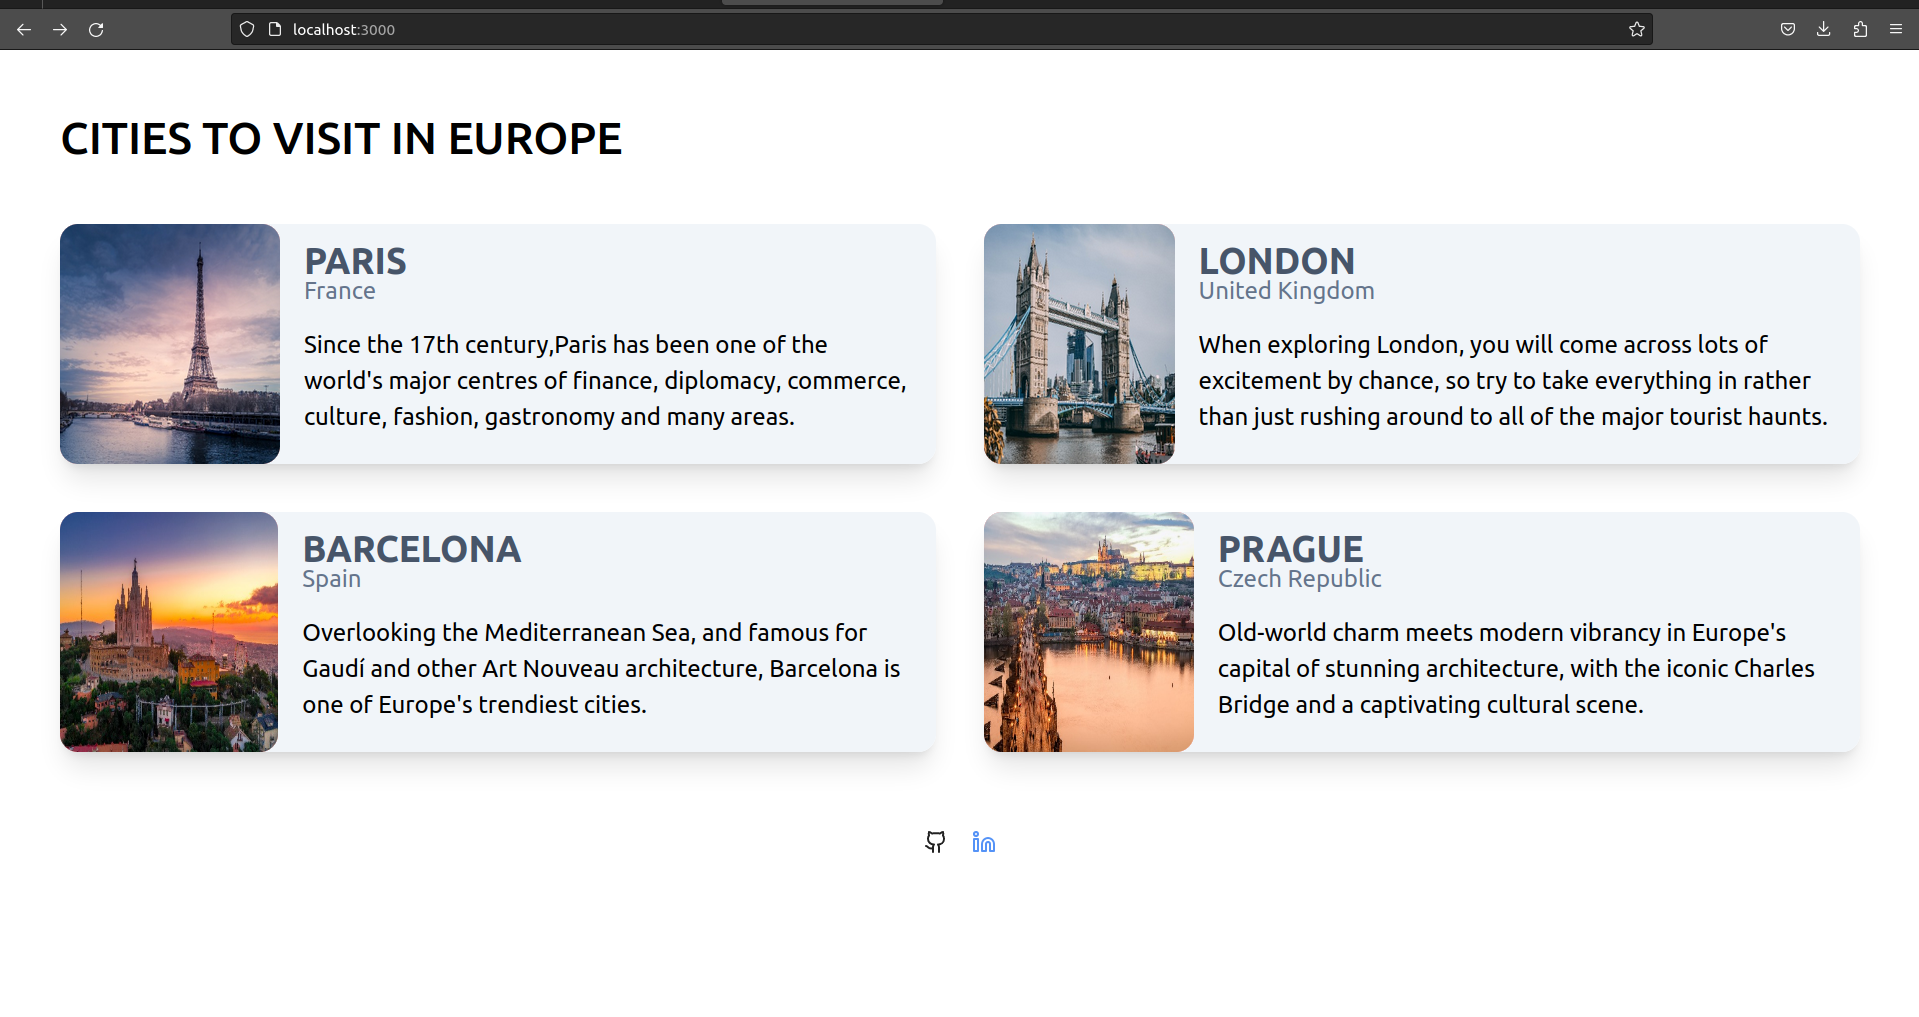 localhost:3000
CITIES TO VISIT IN EUROPE
PARIS
France
Since the 17th century,Paris has been one of the
world's major centres of finance, diplomacy, commerce,
culture, fashion, gastronomy and many areas.
LONDON
United Kingdom
When exploring London, you will come across lots of
excitement by chance, so try to take everything in rather
than just rushing around to all of the major tourist haunts.
BARCELONA
Spain
Overlooking the Mediterranean Sea, and famous for
Gaudí and other Art Nouveau architecture, Barcelona is
one of Europe's trendiest cities.
PRAGUE
Czech Republic
Old-world charm meets modern vibrancy in Europe's
capital of stunning architecture, with the iconic Charles
Bridge and a captivating cultural scene.
in